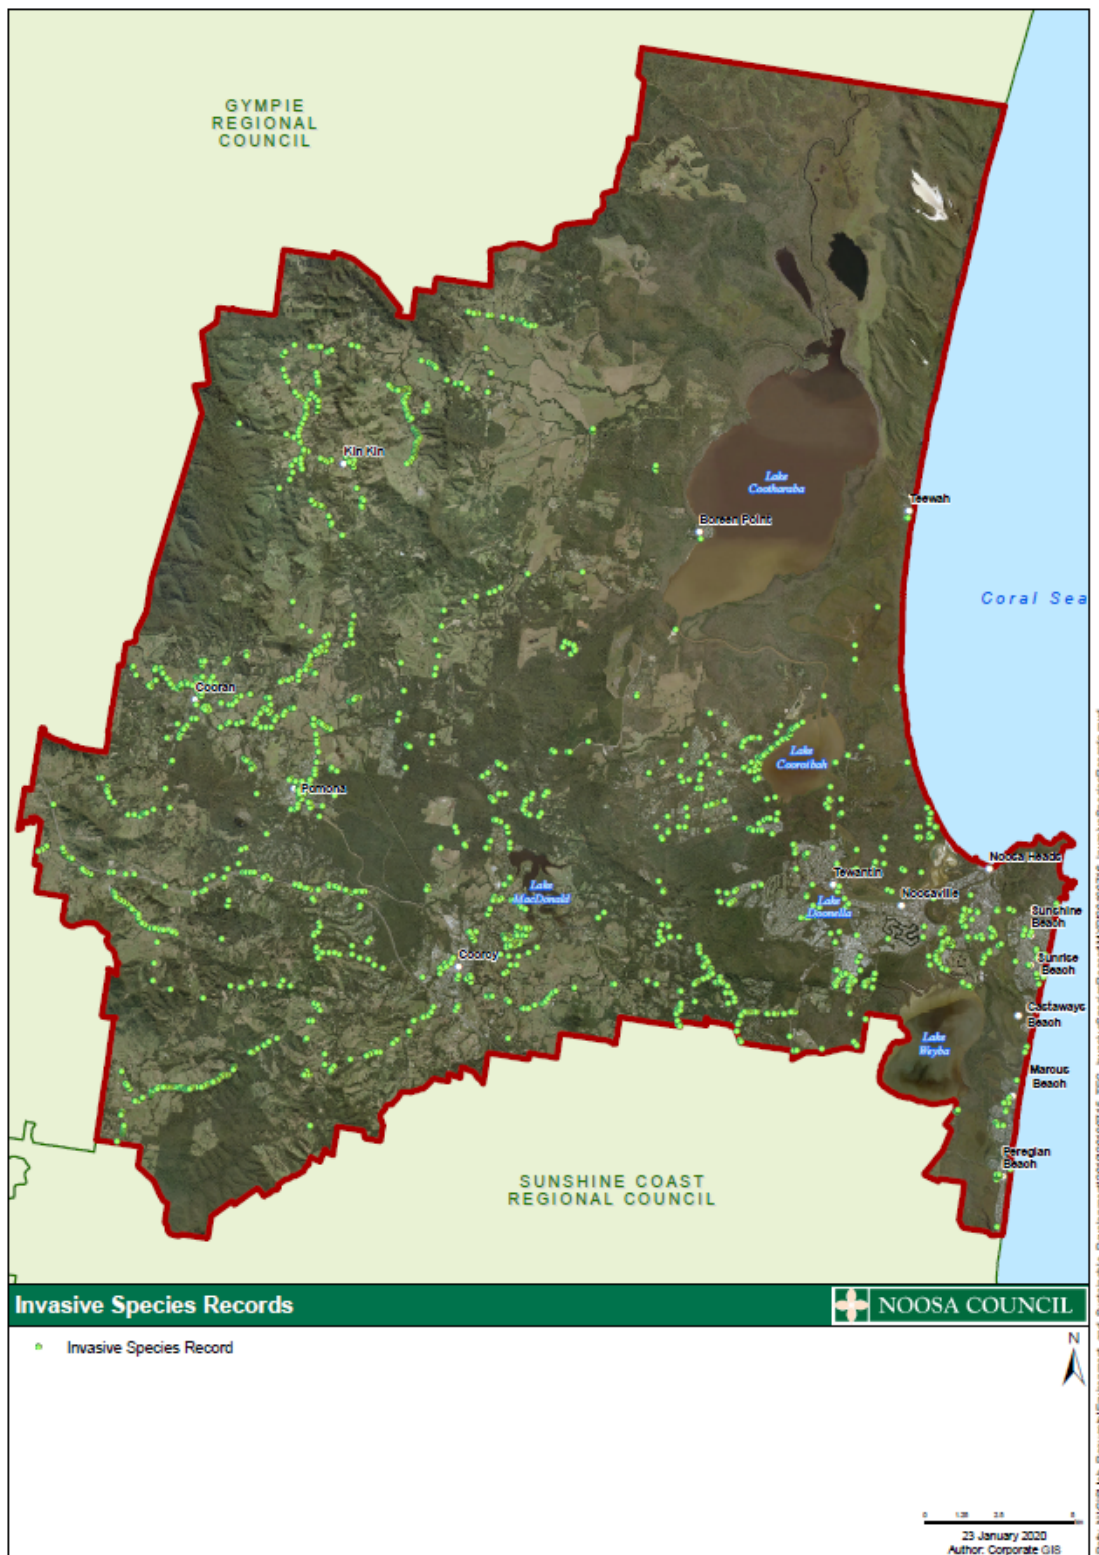 GYMPIE
REGIONAL
COUNCIL
Kin Kin
Lake
Cootharaba
Teewah
Boreen Point
Coral Sea
Cooran
Lake
Cooroibah
Pomona
Noosa Heads
Tewantin
Lake
MacDonald
Noosaville
Lake
Doonella
Sunshine
Beach
Cooroy
Sunrise
Beach
Castaways
Beach
Lake
Weyba
Marcus
Beach
Peregian
Beach
SUNSHINE COAST
REGIONAL COUNCIL
Invasive Species Records
NOOSA COUNCIL
Invasive Species Record
N
0
23 January 2020
Author: Corporate GIS